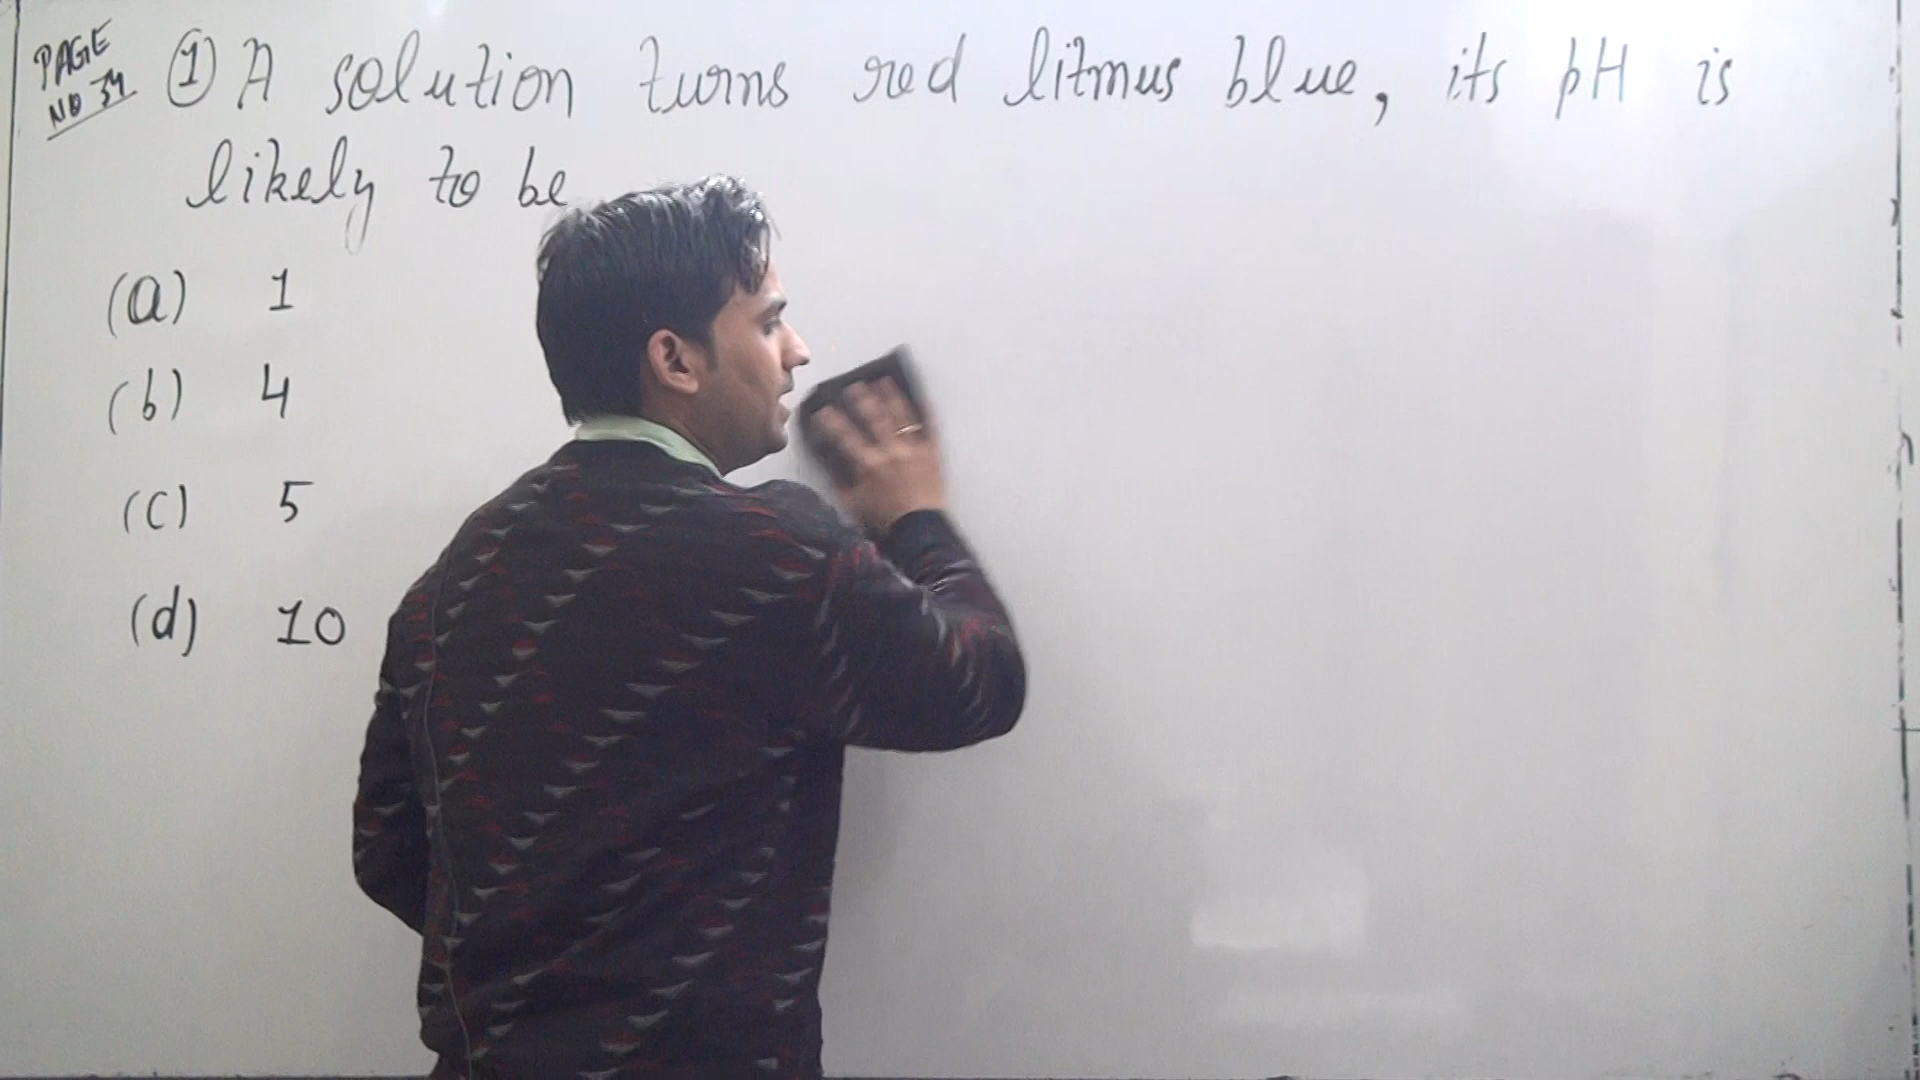 PAGE
NO 34
① A solution turns red litmus blue, its pH is
likely to be
(a) 1
(b) 4
(c) 5
(d) 10